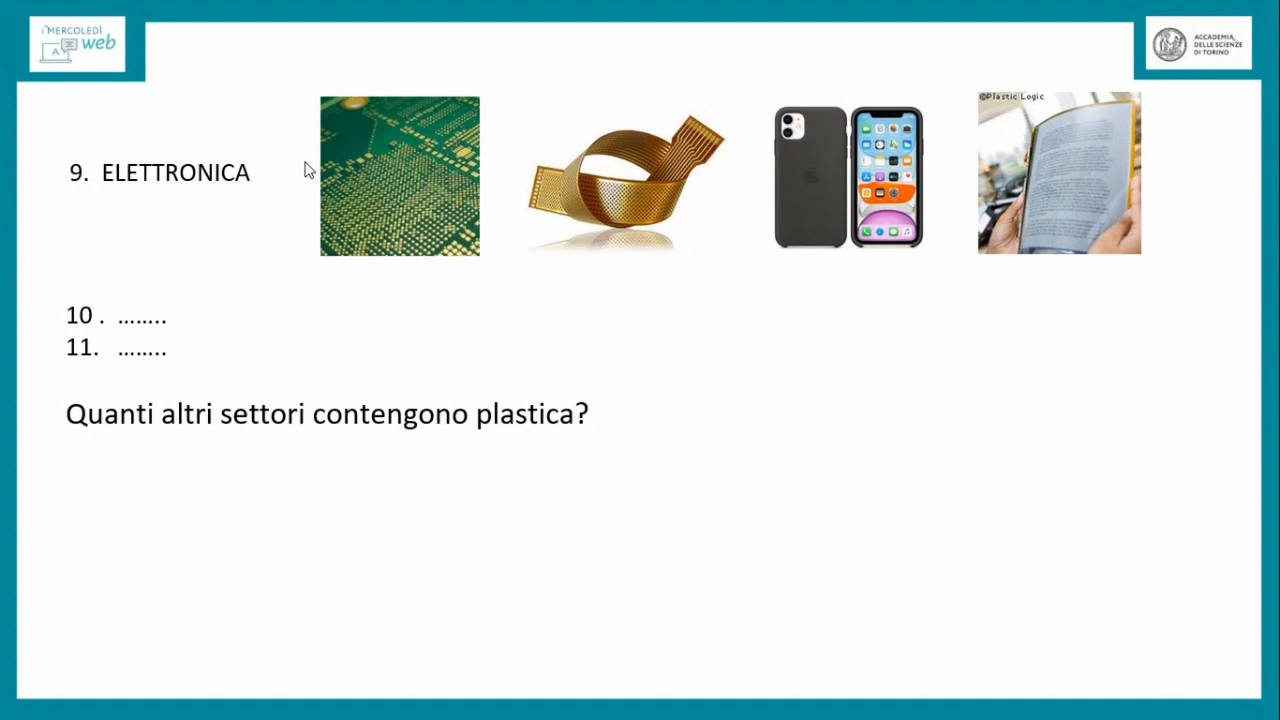 i MERCOLEDÌ
web
A
ACCADEMIA
DELLE SCIENZE
DI TORINO
©Plastic Logic
9. ELETTRONICA
10 . ……..
11. ……..
Quanti altri settori contengono plastica?